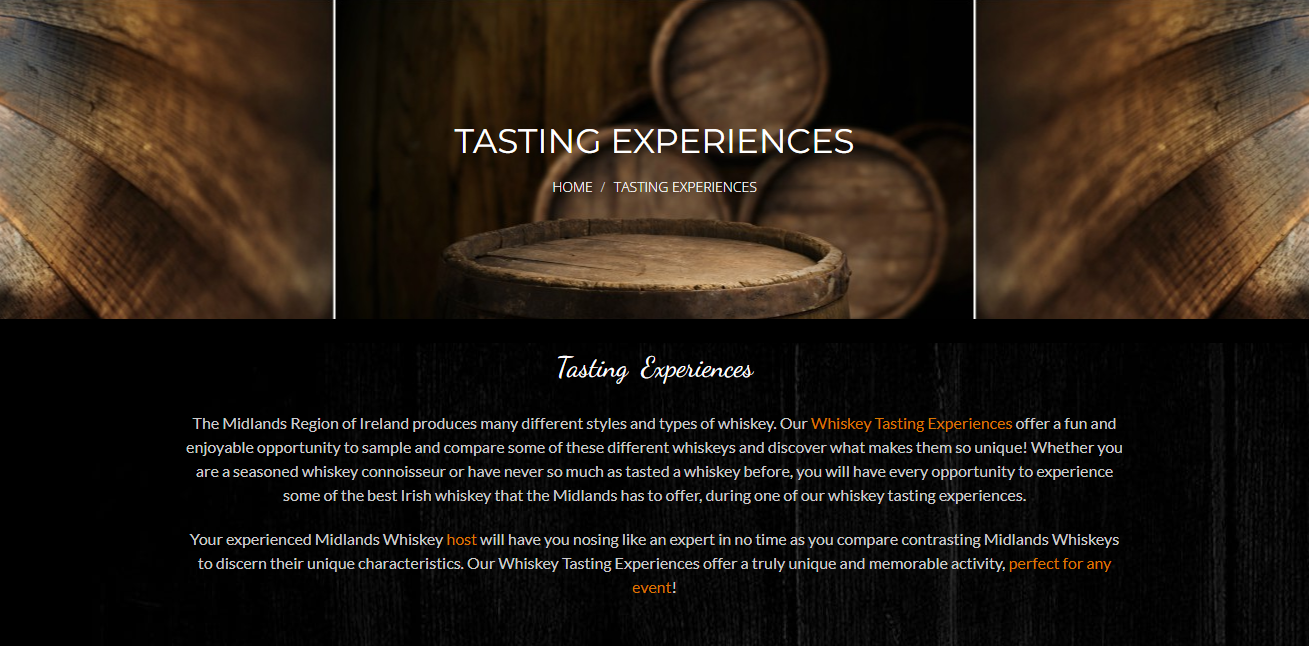 TASTING EXPERIENCES
HOME / TASTING EXPERIENCES
Tasting Experiences
The Midlands Region of Ireland produces many different styles and types of whiskey. Our Whiskey Tasting Experiences offer a fun and
enjoyable opportunity to sample and compare some of these different whiskeys and discover what makes them so unique! Whether you
are a seasoned whiskey connoisseur or have never so much as tasted a whiskey before, you will have every opportunity to experience
some of the best Irish whiskey that the Midlands has to offer, during one of our whiskey tasting experiences.
Your experienced Midlands Whiskey host will have you nosing like an expert in no time as you compare contrasting Midlands Whiskeys
to discern their unique characteristics. Our Whiskey Tasting Experiences offer a truly unique and memorable activity, perfect for any
event!